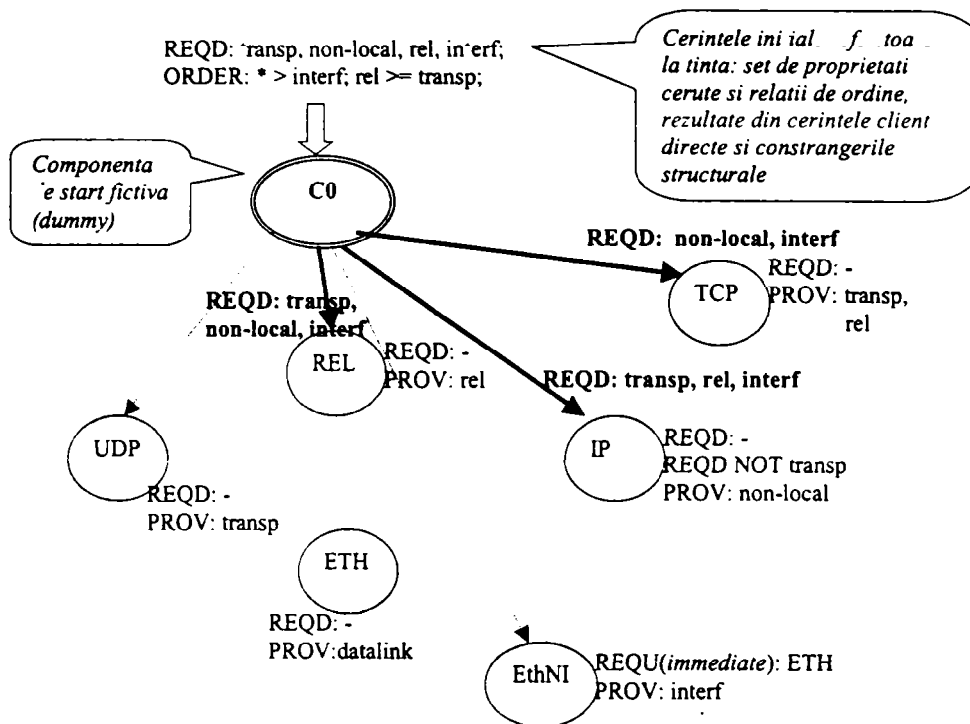 REQD: transp, non-local, rel, interf;
ORDER: * > interf; rel >= transp;
Cerintele
la tinta: set de proprietati
cerute si relatii de ordine,
rezultate din cerintele client
directe si constrangerile
structurale
Componenta
start fictiva
(dummy)
C0
REQD: non-local, interf
TCP
REQD: -
PROV: transp,
rel
REQD: transp,
non-local, interf
REL
REQD: -
PROV: rel
REQD: transp, rel, interf
IP
REQD: -
REQD NOT transp
PROV: non-local
UDP
REQD: -
PROV: transp
ETH
REQD: -
PROV:datalink
EthNI
REQU(immediate): ETH
PROV: interf